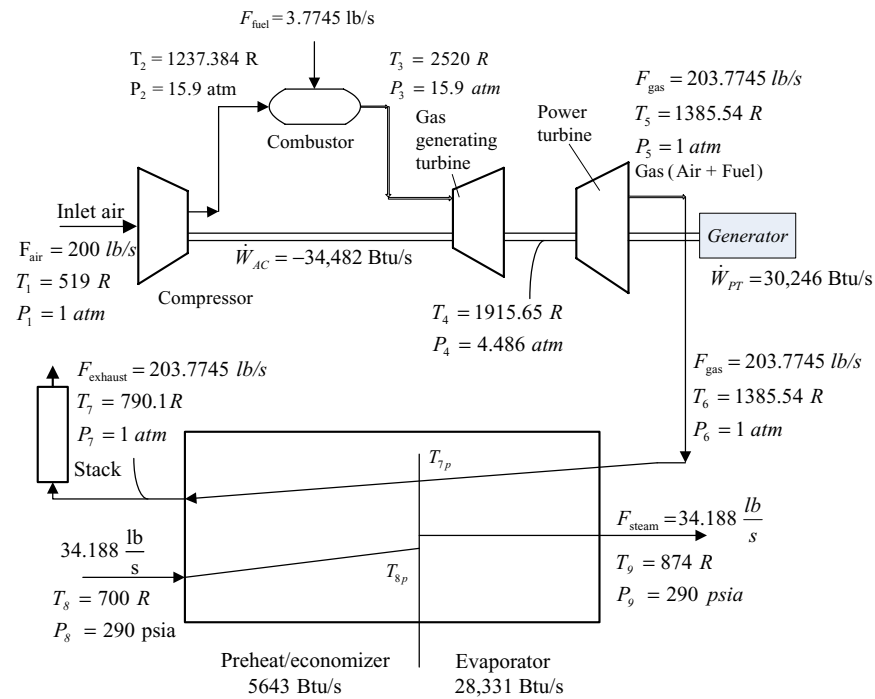 F_fuel = 3.7745 lb/s
T_2 = 1237.384 R
P_2 = 15.9 atm
T_3 = 2520 R
P_3 = 15.9 atm
Combustor
Gas
generating
turbine
Power
turbine
F_gas = 203.7745 lb/s
T_5 = 1385.54 R
P_5 = 1 atm
Gas (Air + Fuel)
Inlet air
F_air = 200 lb/s
T_1 = 519 R
P_1 = 1 atm
Compressor
Ẇ_AC = −34,482 Btu/s
Generator
Ẇ_PT = 30,246 Btu/s
T_4 = 1915.65 R
P_4 = 4.486 atm
F_exhaust = 203.7745 lb/s
T_7 = 790.1 R
P_7 = 1 atm
Stack
F_gas = 203.7745 lb/s
T_6 = 1385.54 R
P_6 = 1 atm
T_7p
T_8p
34.188 lb/s
T_8 = 700 R
P_8 = 290 psia
F_steam = 34.188 lb/s
T_9 = 874 R
P_9 = 290 psia
Preheat/economizer
5643 Btu/s
Evaporator
28,331 Btu/s